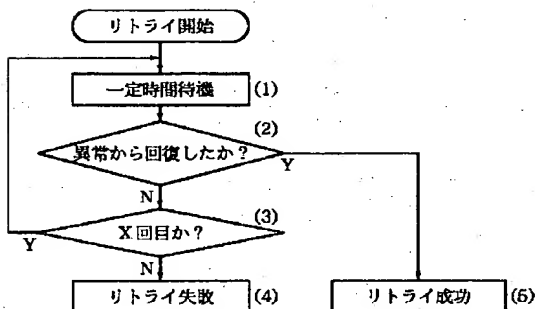 リトライ開始
一定時間待機
(1)
(2)
異常から回復したか？
Y
N
(3)
X回目か？
Y
N
リトライ失敗
(4)
リトライ成功
(5)